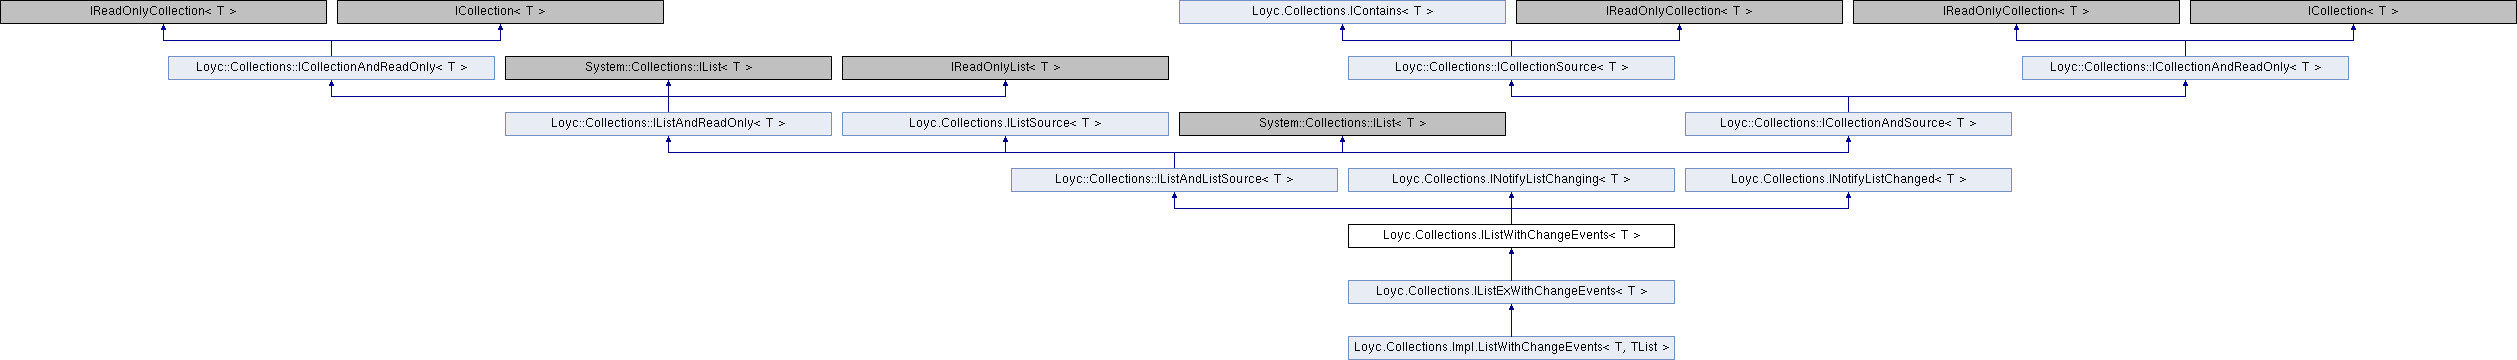 IReadOnlyCollection< T >
ICollection< T >
Loyc.Collections.IContains< T >
IReadOnlyCollection< T >
IReadOnlyCollection< T >
ICollection< T >
Loyc::Collections::ICollectionAndReadOnly< T >
System::Collections::IList< T >
IReadOnlyList< T >
Loyc::Collections::ICollectionSource< T >
Loyc::Collections::ICollectionAndReadOnly< T >
Loyc::Collections::IListAndReadOnly< T >
Loyc.Collections.IListSource< T >
System::Collections::IList< T >
Loyc::Collections::ICollectionAndSource< T >
Loyc::Collections::IListAndListSource< T >
Loyc.Collections.INotifyListChanging< T >
Loyc.Collections.INotifyListChanged< T >
Loyc.Collections.IListWithChangeEvents< T >
Loyc.Collections.IListExWithChangeEvents< T >
Loyc.Collections.Impl.ListWithChangeEvents< T, TList >